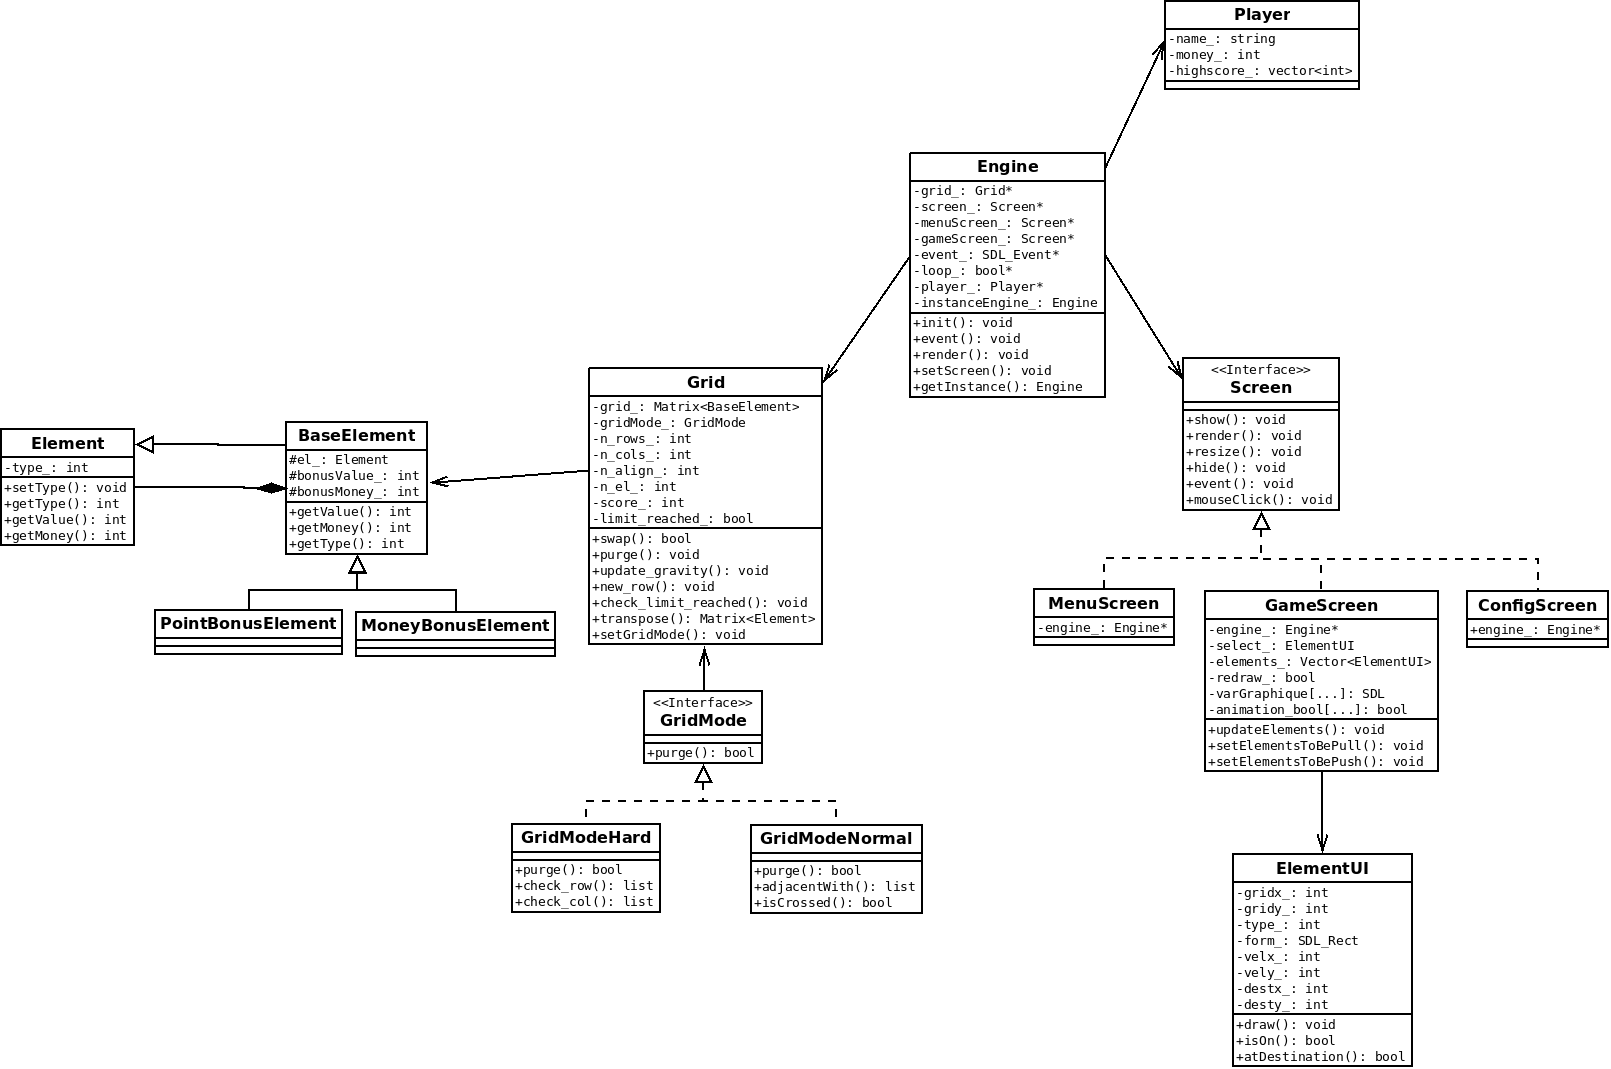 Player
-name_: string
-money_: int
-highscore_: vector<int>
Engine
-grid_: Grid*
-screen_: Screen*
-menuScreen_: Screen*
-gameScreen_: Screen*
-event_: SDL_Event*
-loop_: bool*
-player_: Player*
-instanceEngine_: Engine
+init(): void
+event(): void
+render(): void
+setScreen(): void
+getInstance(): Engine
<<Interface>>
Screen
+show(): void
+render(): void
+resize(): void
+hide(): void
+event(): void
+mouseClick(): void
Grid
-grid_: Matrix<BaseElement>
-gridMode_: GridMode
-n_rows_: int
-n_cols_: int
-n_align_: int
-n_el_: int
-score_: int
-limit_reached_: bool
+swap(): bool
+purge(): void
+update_gravity(): void
+new_row(): void
+check_limit_reached(): void
+transpose(): Matrix<Element>
+setGridMode(): void
BaseElement
#el_: Element
#bonusValue_: int
#bonusMoney_: int
+getValue(): int
+getMoney(): int
+getType(): int
Element
-type_: int
+setType(): void
+getType(): int
+getValue(): int
+getMoney(): int
PointBonusElement
MoneyBonusElement
MenuScreen
-engine_: Engine*
GameScreen
-engine_: Engine*
-select_: ElementUI
-elements_: Vector<ElementUI>
-redraw_: bool
-varGraphique[...]: SDL
-animation_bool[...]: bool
+updateElements(): void
+setElementsToBePull(): void
+setElementsToBePush(): void
ConfigScreen
+engine_: Engine*
<<Interface>>
GridMode
+purge(): bool
GridModeHard
+purge(): bool
+check_row(): list
+check_col(): list
GridModeNormal
+purge(): bool
+adjacentWith(): list
+isCrossed(): bool
ElementUI
-gridx_: int
-gridy_: int
-type_: int
-form_: SDL_Rect
-velx_: int
-vely_: int
-destx_: int
-desty_: int
+draw(): void
+isOn(): bool
+atDestination(): bool